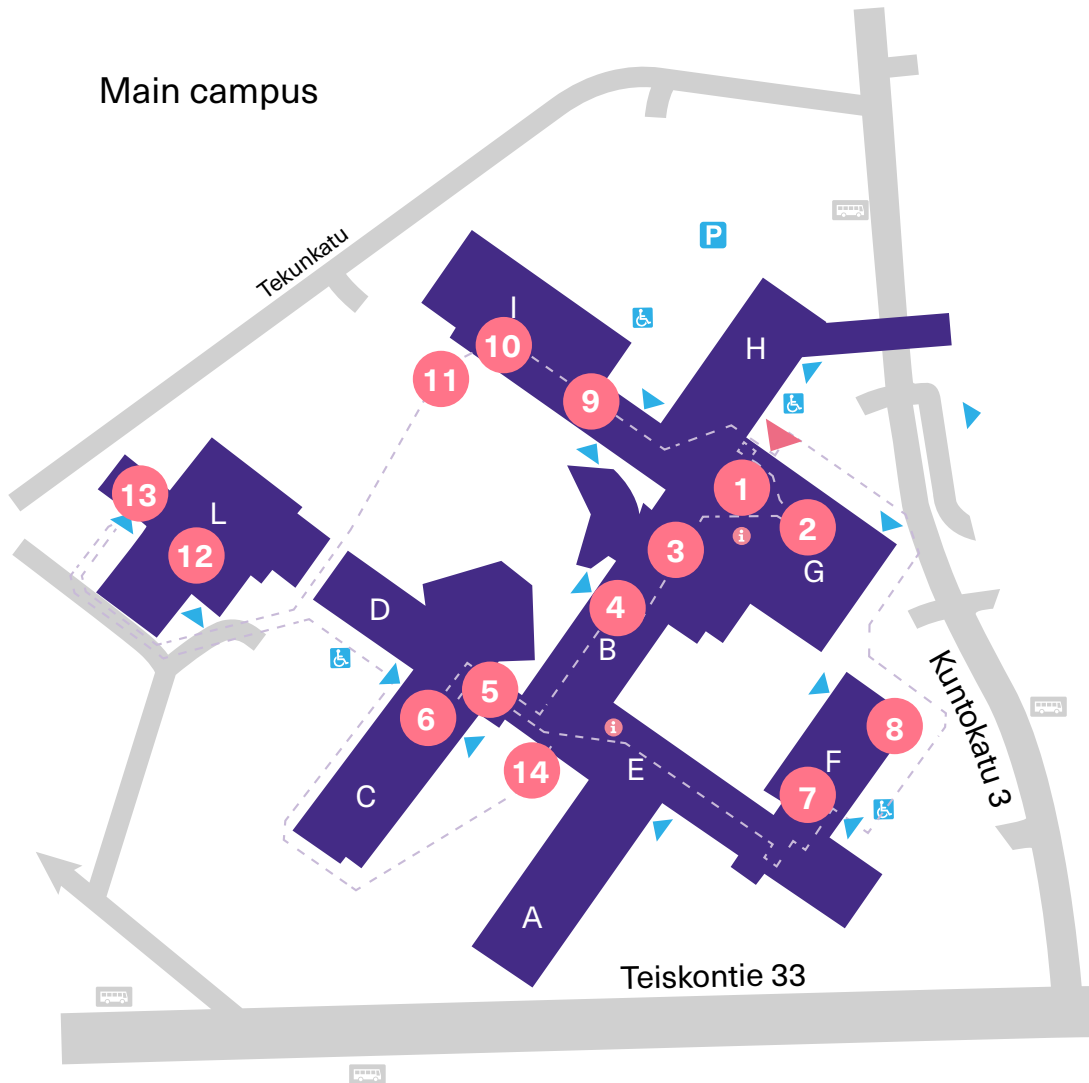 Main campus
Tekunkatu
P
I
10
H
11
9
1
13
L
2
12
3
i
G
D
4
B
5
6
8
i
14
E
F
7
C
Kuntokatu 3
A
Teiskontie 33